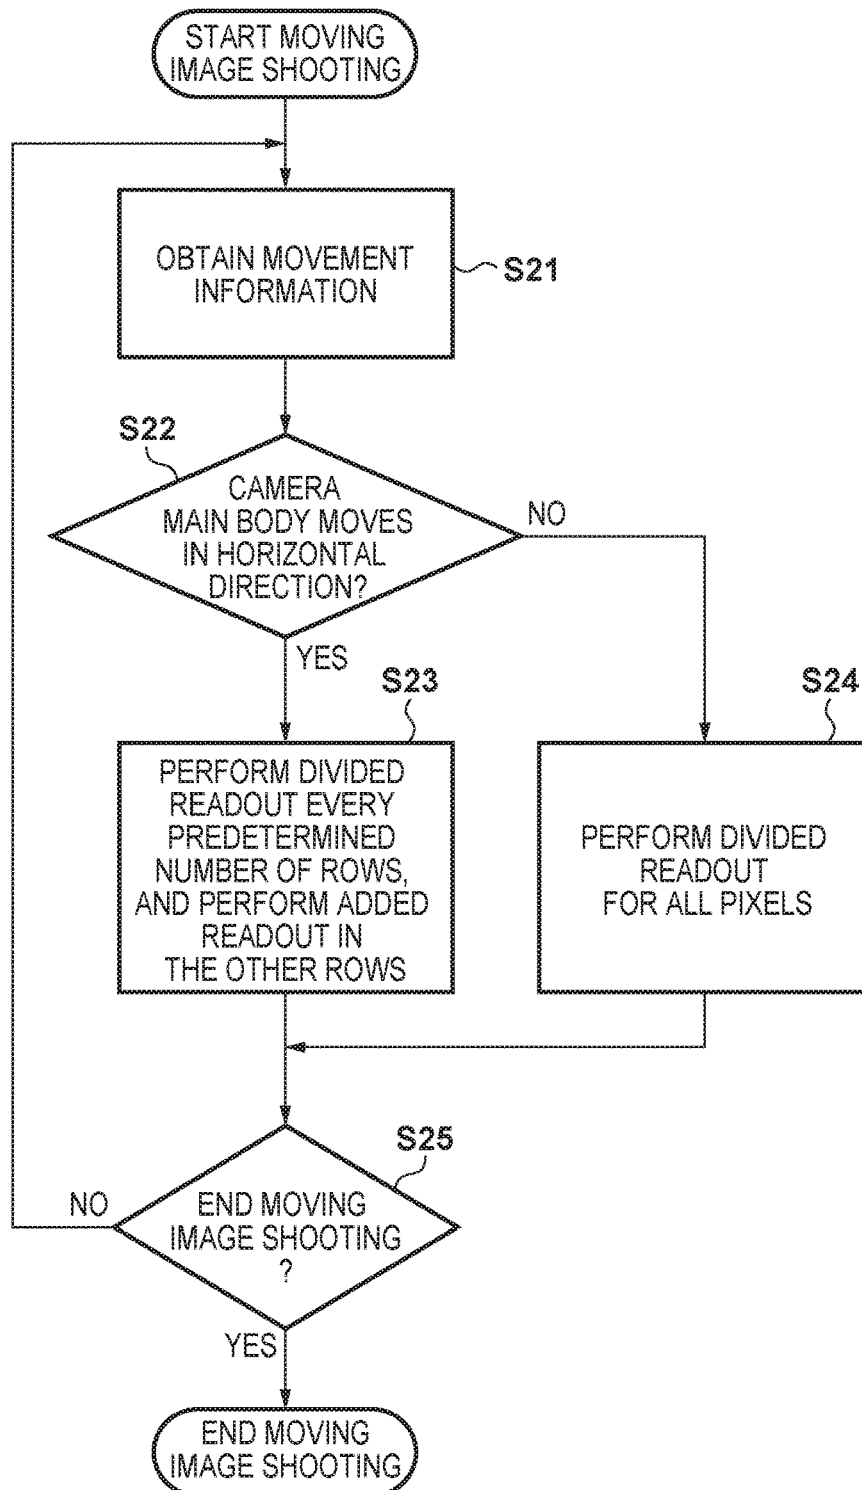 START MOVING
IMAGE SHOOTING
OBTAIN MOVEMENT
INFORMATION
S21
S22
CAMERA
MAIN BODY MOVES
IN HORIZONTAL
DIRECTION?
NO
YES
S23
S24
PERFORM DIVIDED
READOUT EVERY
PREDETERMINED
NUMBER OF ROWS,
AND PERFORM ADDED
READOUT IN
THE OTHER ROWS
PERFORM DIVIDED
READOUT
FOR ALL PIXELS
S25
NO
END MOVING
IMAGE SHOOTING
?
YES
END MOVING
IMAGE SHOOTING